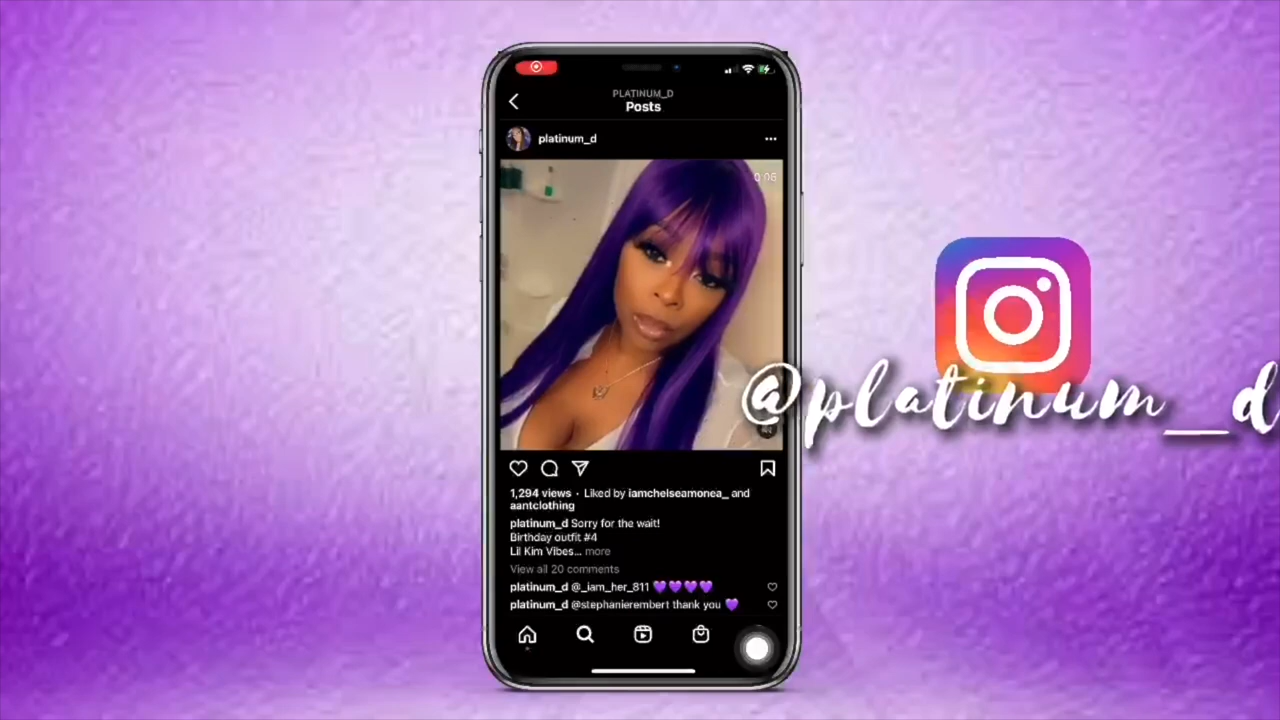 PLATINUM_D
Posts
platinum_d
0:06
@platinum_d
1,294 views · Liked by iamchelseamonea_ and
aantclothing
platinum_d Sorry for the wait!
Birthday outfit #4
Lil Kim Vibes... more
View all 20 comments
platinum_d @_iam_her_811 💜💜💜💜
platinum_d @stephanierembert thank you 💜